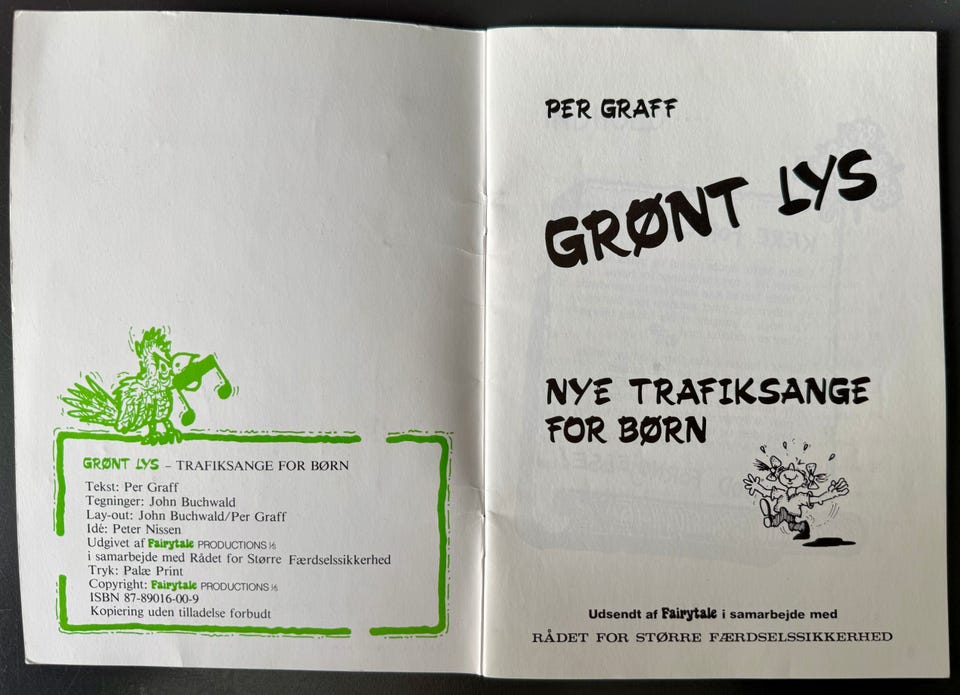 GRØNT LYS – TRAFIKSANGE FOR BØRN
Tekst: Per Graff
Tegninger: John Buchwald
Lay-out: John Buchwald/Per Graff
Idé: Peter Nissen
Udgivet af Fairytale PRODUCTIONS I/S
i samarbejde med Rådet for Større Færdselssikkerhed
Tryk: Palæ Print
Copyright: Fairytale PRODUCTIONS I/S
ISBN 87-89016-00-9
Kopiering uden tilladelse forbudt
PER GRAFF
GRØNT LYS
NYE TRAFIKSANGE
FOR BØRN
Udsendt af Fairytale i samarbejde med
RÅDET FOR STØRRE FÆRDSELSSIKKERHED